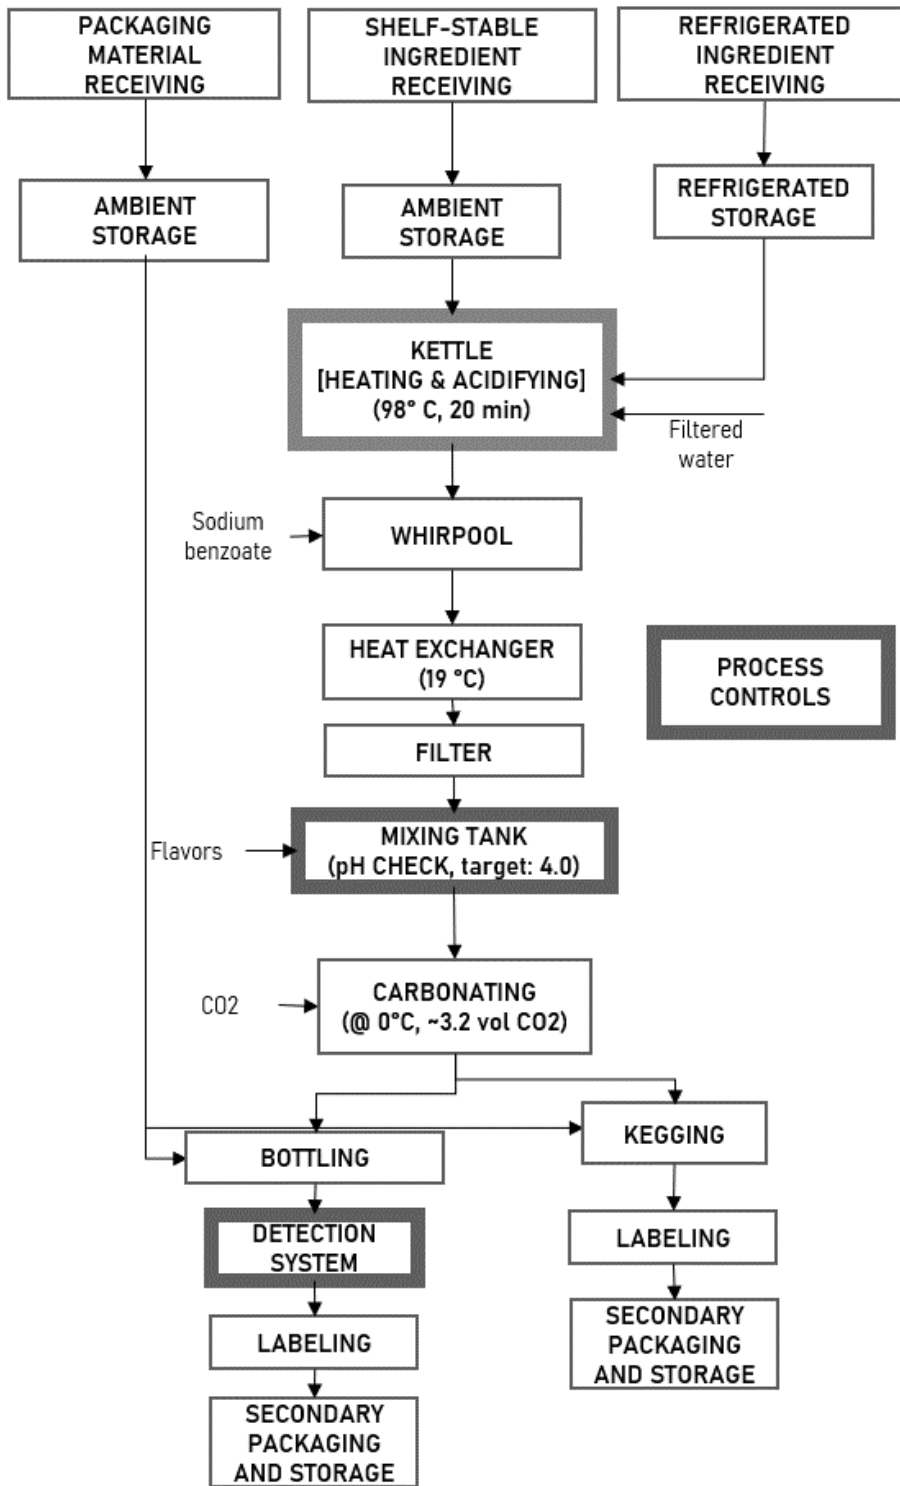 PACKAGING
MATERIAL
RECEIVING
SHELF-STABLE
INGREDIENT
RECEIVING
REFRIGERATED
INGREDIENT
RECEIVING
AMBIENT
STORAGE
AMBIENT
STORAGE
REFRIGERATED
STORAGE
KETTLE
[HEATING & ACIDIFYING]
(98° C, 20 min)
Filtered
water
Sodium
benzoate
WHIRPOOL
HEAT EXCHANGER
(19 °C)
PROCESS
CONTROLS
FILTER
Flavors
MIXING TANK
(pH CHECK, target: 4.0)
CO2
CARBONATING
(@ 0°C, ~3.2 vol CO2)
BOTTLING
KEGGING
DETECTION
SYSTEM
LABELING
LABELING
SECONDARY
PACKAGING
AND STORAGE
SECONDARY
PACKAGING
AND STORAGE